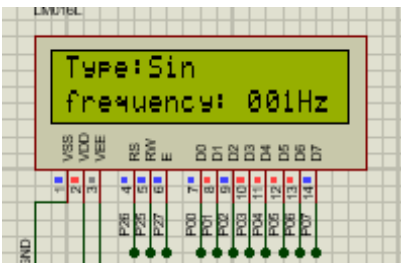 LM016L
Type:Sin
frequency: 001Hz
VSS VDD VEE RS RW E D0 D1 D2 D3 D4 D5 D6 D7
1 2 3 4 5 6 7 8 9 10 11 12 13 14
P26 P25 P27 P00 P01 P02 P03 P04 P05 P06 P07
GND